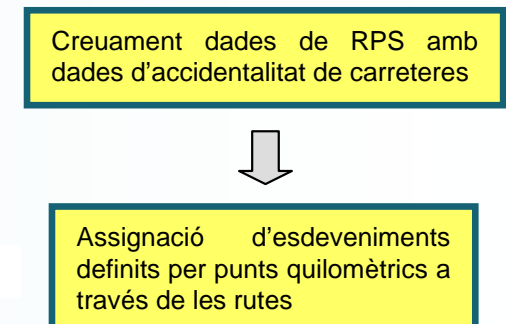 Creuament dades de RPS amb
dades d'accidentalitat de carreteres
Assignació d'esdeveniments
definits per punts quilomètrics a
través de les rutes